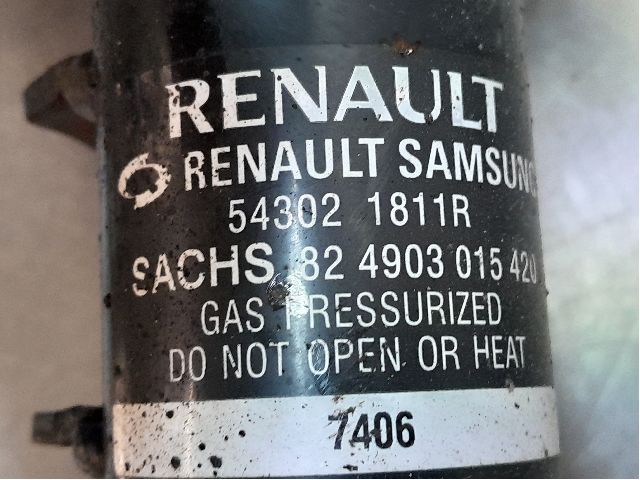 RENAULT
RENAULT SAMSUNG
54302 1811R
SACHS 82 4903 015 420
GAS PRESSURIZED
DO NOT OPEN OR HEAT
7406